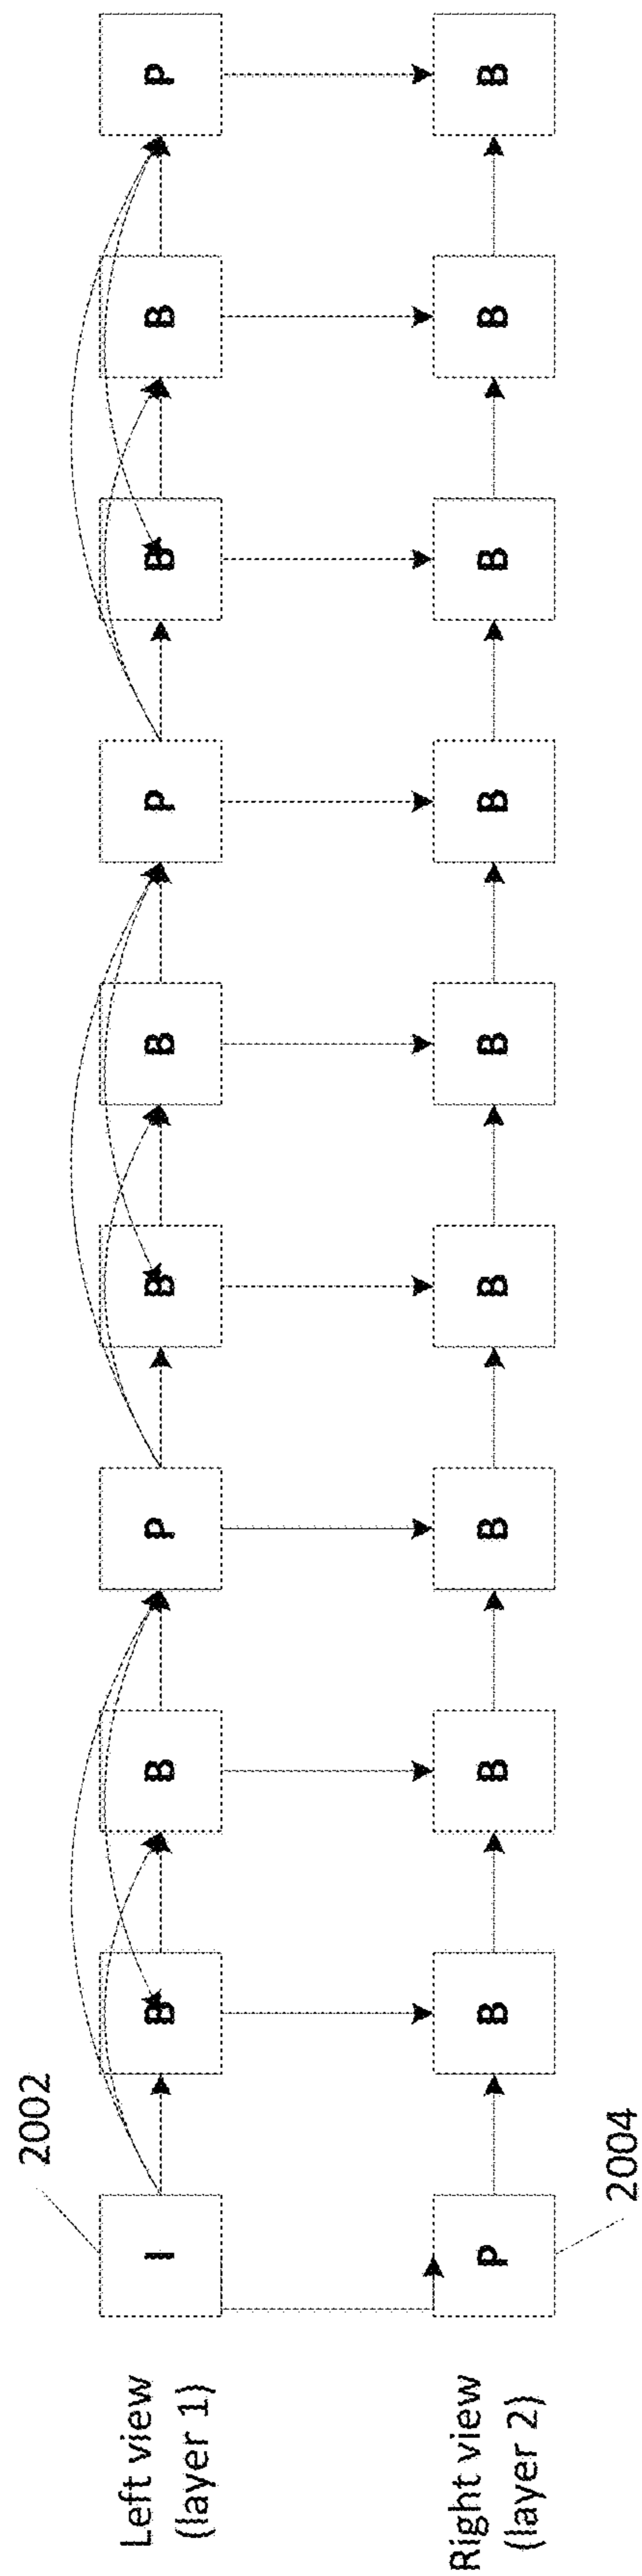 2002
Left view
(layer 1)
I B B P B B P B B P
Right view
(layer 2)
P B B B B B B B B B
2004